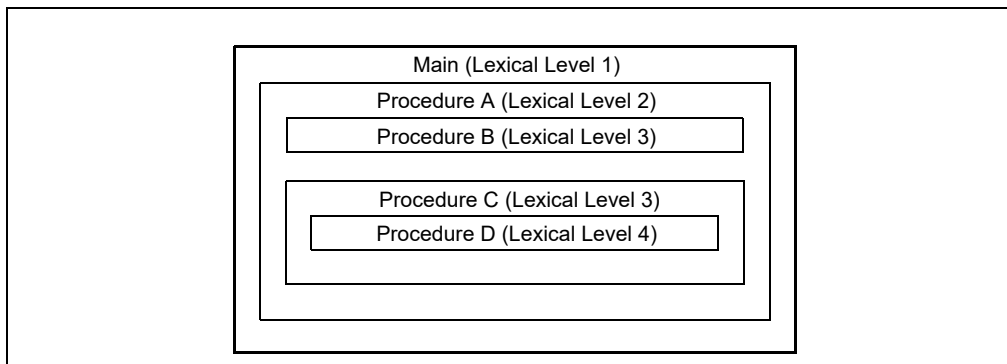 Main (Lexical Level 1)
Procedure A (Lexical Level 2)
Procedure B (Lexical Level 3)
Procedure C (Lexical Level 3)
Procedure D (Lexical Level 4)